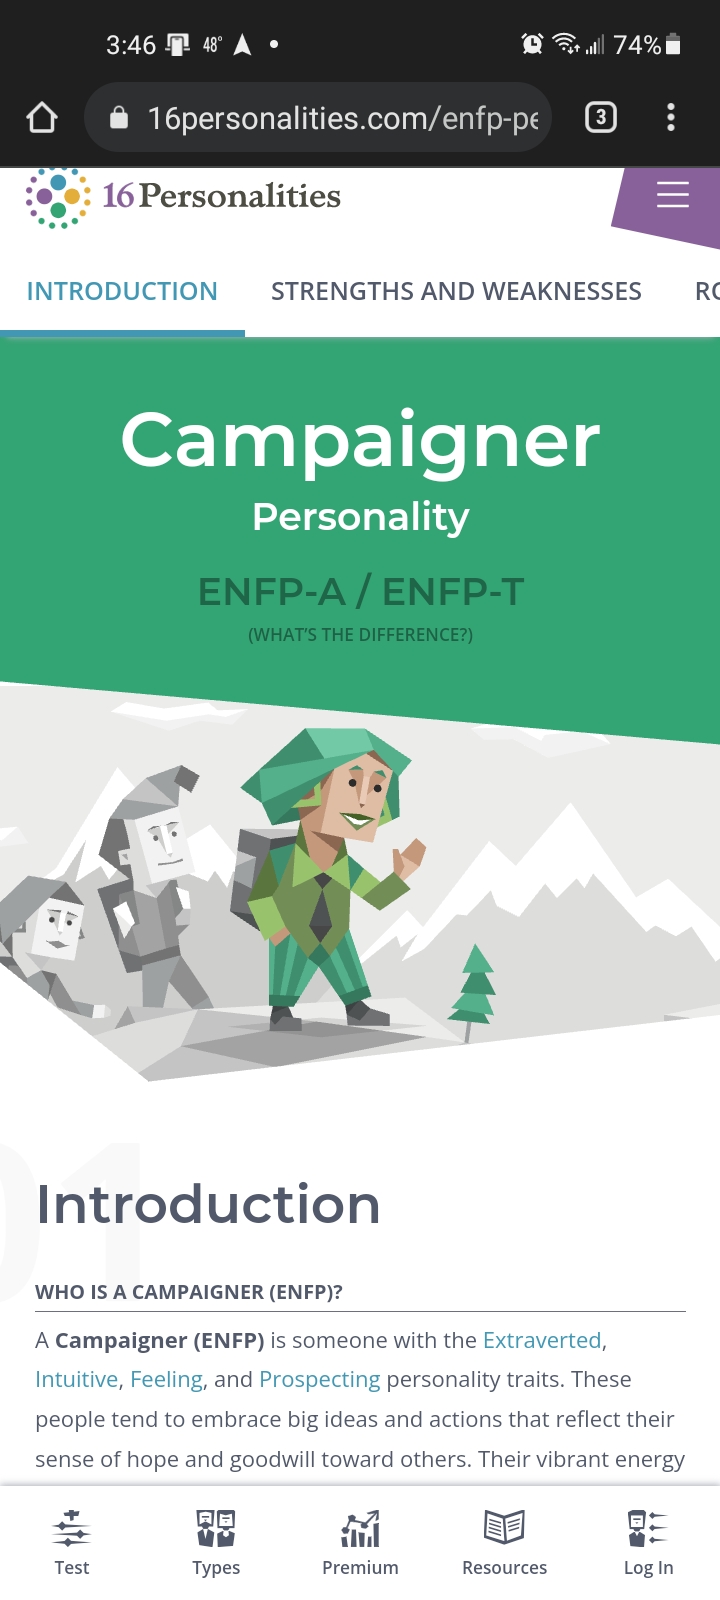 3:46 48° 74%
16personalities.com/enfp-pe
3
16Personalities
INTRODUCTION STRENGTHS AND WEAKNESSES RO
Campaigner
Personality
ENFP-A / ENFP-T
(WHAT'S THE DIFFERENCE?)
01
Introduction
WHO IS A CAMPAIGNER (ENFP)?
A Campaigner (ENFP) is someone with the Extraverted,
Intuitive, Feeling, and Prospecting personality traits. These
people tend to embrace big ideas and actions that reflect their
sense of hope and goodwill toward others. Their vibrant energy
Test Types Premium Resources Log In